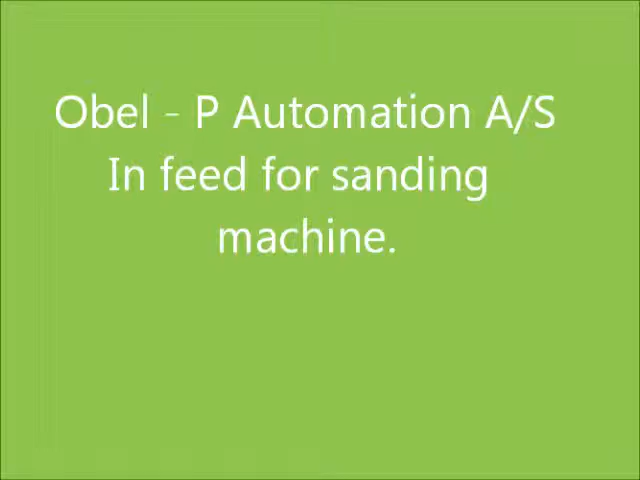 Obel - P Automation A/S
In feed for sanding
machine.